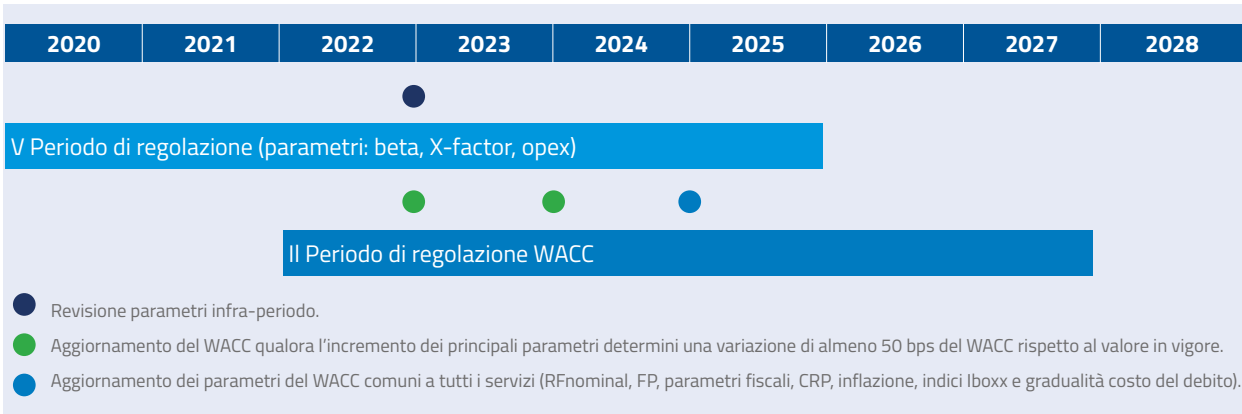 2020 2021 2022 2023 2024 2025 2026 2027 2028
V Periodo di regolazione (parametri: beta, X-factor, opex)
II Periodo di regolazione WACC
Revisione parametri infra-periodo.
Aggiornamento del WACC qualora l'incremento dei principali parametri determini una variazione di almeno 50 bps del WACC rispetto al valore in vigore.
Aggiornamento dei parametri del WACC comuni a tutti i servizi (RFnominal, FP, parametri fiscali, CRP, inflazione, indici Iboxx e gradualità costo del debito).